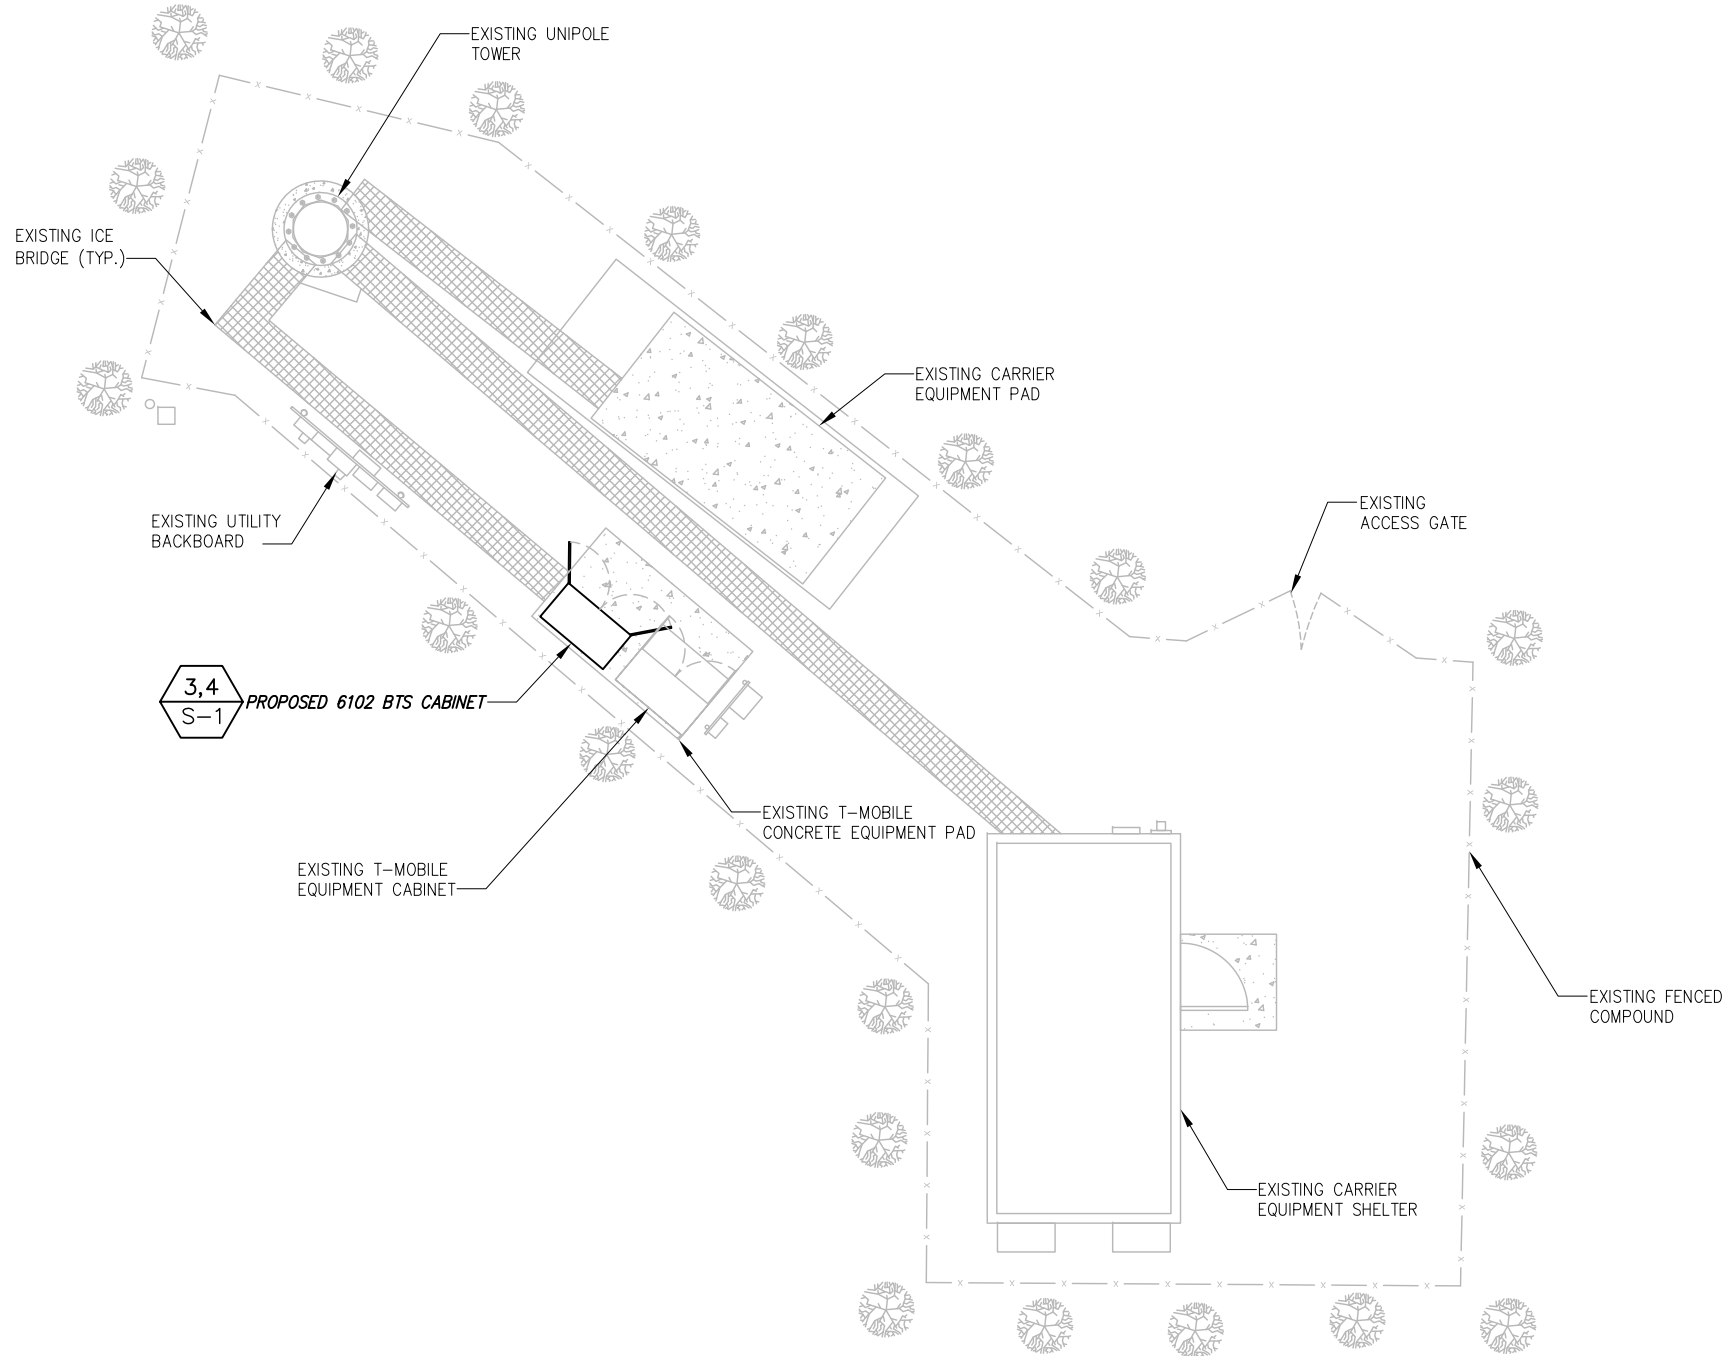 EXISTING UNIPOLE
TOWER
EXISTING ICE
BRIDGE (TYP.)
EXISTING CARRIER
EQUIPMENT PAD
EXISTING
ACCESS GATE
EXISTING UTILITY
BACKBOARD
3,4
S-1
PROPOSED 6102 BTS CABINET
EXISTING T-MOBILE
CONCRETE EQUIPMENT PAD
EXISTING T-MOBILE
EQUIPMENT CABINET
EXISTING FENCED
COMPOUND
EXISTING CARRIER
EQUIPMENT SHELTER